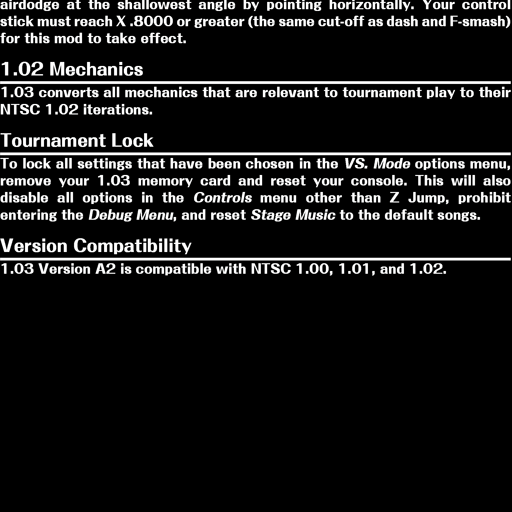 airdodge at the shallowest angle by pointing horizontally. Your control
stick must reach X .8000 or greater (the same cut-off as dash and F-smash)
for this mod to take effect.
1.02 Mechanics
1.03 converts all mechanics that are relevant to tournament play to their
NTSC 1.02 iterations.
Tournament Lock
To lock all settings that have been chosen in the VS. Mode options menu,
remove your 1.03 memory card and reset your console. This will also
disable all options in the Controls menu other than Z Jump, prohibit
entering the Debug Menu, and reset Stage Music to the default songs.
Version Compatibility
1.03 Version A2 is compatible with NTSC 1.00, 1.01, and 1.02.